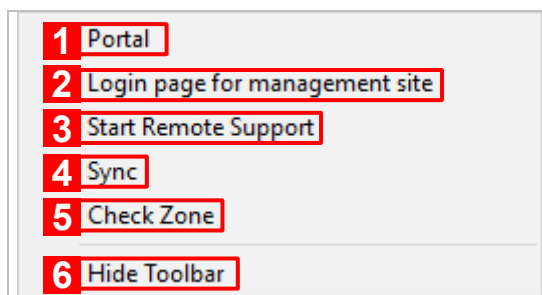 1 Portal
2 Login page for management site
3 Start Remote Support
4 Sync
5 Check Zone
6 Hide Toolbar